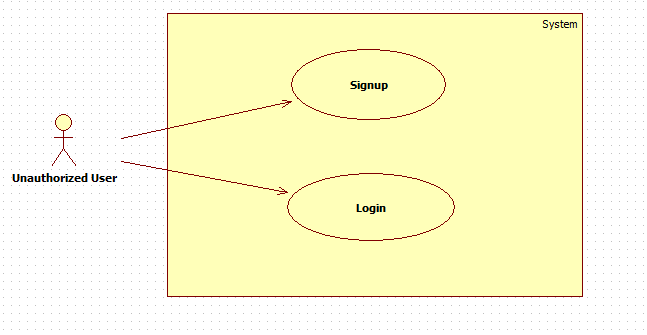 System
Signup
Unauthorized User
Login